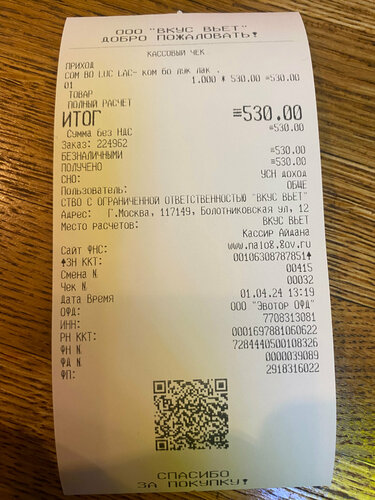 ООО "ВКУС ВЬЕТ"
ДОБРО ПОЖАЛОВАТЬ!
КАССОВЫЙ ЧЕК
ПРИХОД
COM BO LUC LAC- ком бо лук лак .
01 1.000 * 530.00 =530.00
ТОВАР
ПОЛНЫЙ РАСЧЕТ
ИТОГ =530.00
Сумма без НДС =530.00
Заказ: 224962
БЕЗНАЛИЧНЫМИ =530.00
ПОЛУЧЕНО =530.00
СНО: УСН доход
Пользователь: ОБЩЕ
СТВО С ОГРАНИЧЕННОЙ ОТВЕТСТВЕННОСТЬЮ "ВКУС ВЬЕТ"
Адрес: Г.Москва, 117149, Болотниковская ул, 12
Место расчетов: ВКУС ВЬЕТ
Кассир Айдана
Сайт ФНС: www.nalog.gov.ru
ЗН ККТ: 00106308787851
Смена N 00415
Чек N 00032
Дата Время 01.04.24 13:19
ОФД: ООО "Эвотор ОФД"
ИНН: 7708313081
РН ККТ: 0001697881060622
ФН N 7284440500108326
ФД N 0000039089
ФП: 2918316022
СПАСИБО
ЗА ПОКУПКУ!